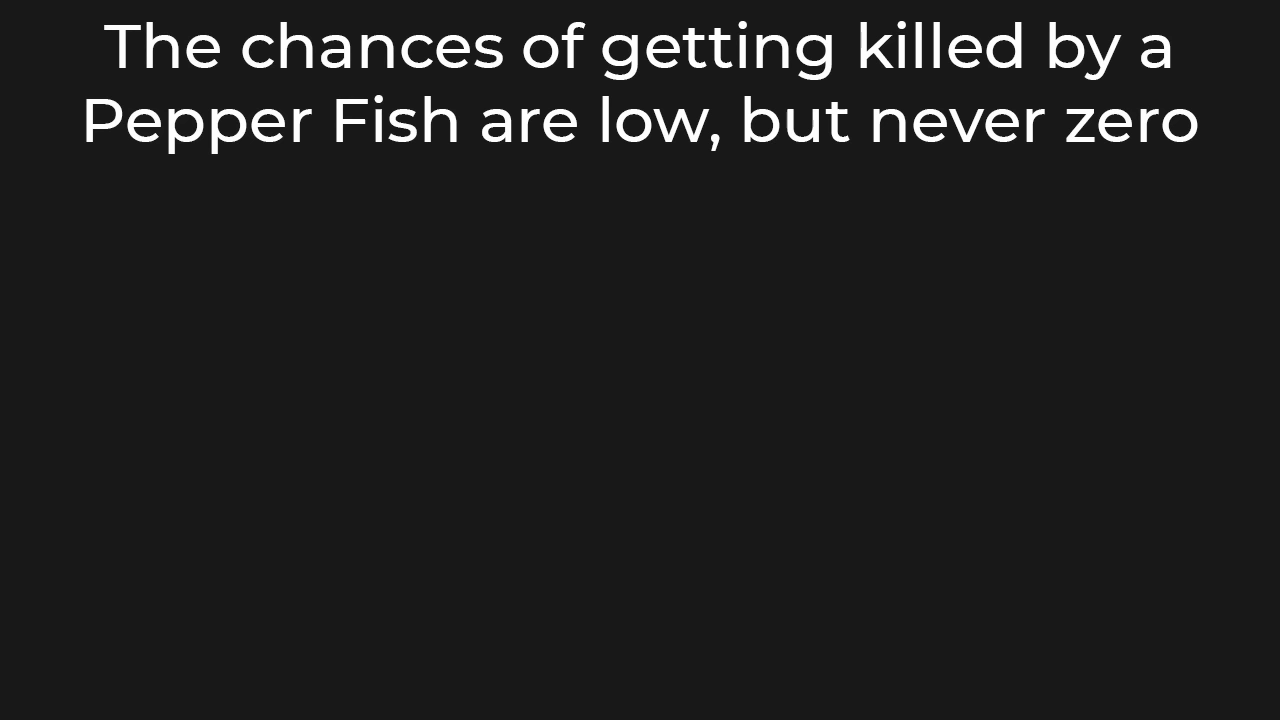 The chances of getting killed by a
Pepper Fish are low, but never zero